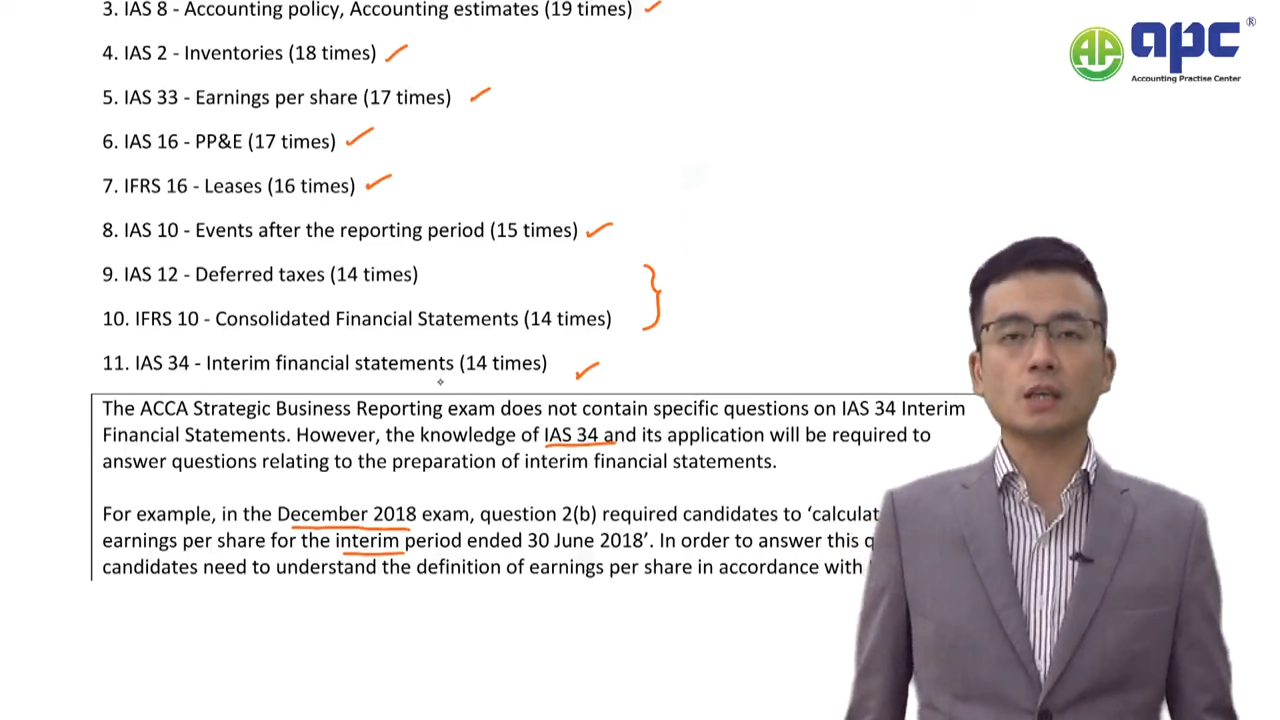 3. IAS 8 - Accounting policy, Accounting estimates (19 times)
apc ®
AP
Accounting Practise Center
4. IAS 2 - Inventories (18 times)
5. IAS 33 - Earnings per share (17 times)
6. IAS 16 - PP&E (17 times)
7. IFRS 16 - Leases (16 times)
8. IAS 10 - Events after the reporting period (15 times)
9. IAS 12 - Deferred taxes (14 times)
10. IFRS 10 - Consolidated Financial Statements (14 times)
11. IAS 34 - Interim financial statements (14 times)
The ACCA Strategic Business Reporting exam does not contain specific questions on IAS 34 Interim
Financial Statements. However, the knowledge of IAS 34 and its application will be required to
answer questions relating to the preparation of interim financial statements.
For example, in the December 2018 exam, question 2(b) required candidates to ‘calculat
earnings per share for the interim period ended 30 June 2018’. In order to answer this q
candidates need to understand the definition of earnings per share in accordance with